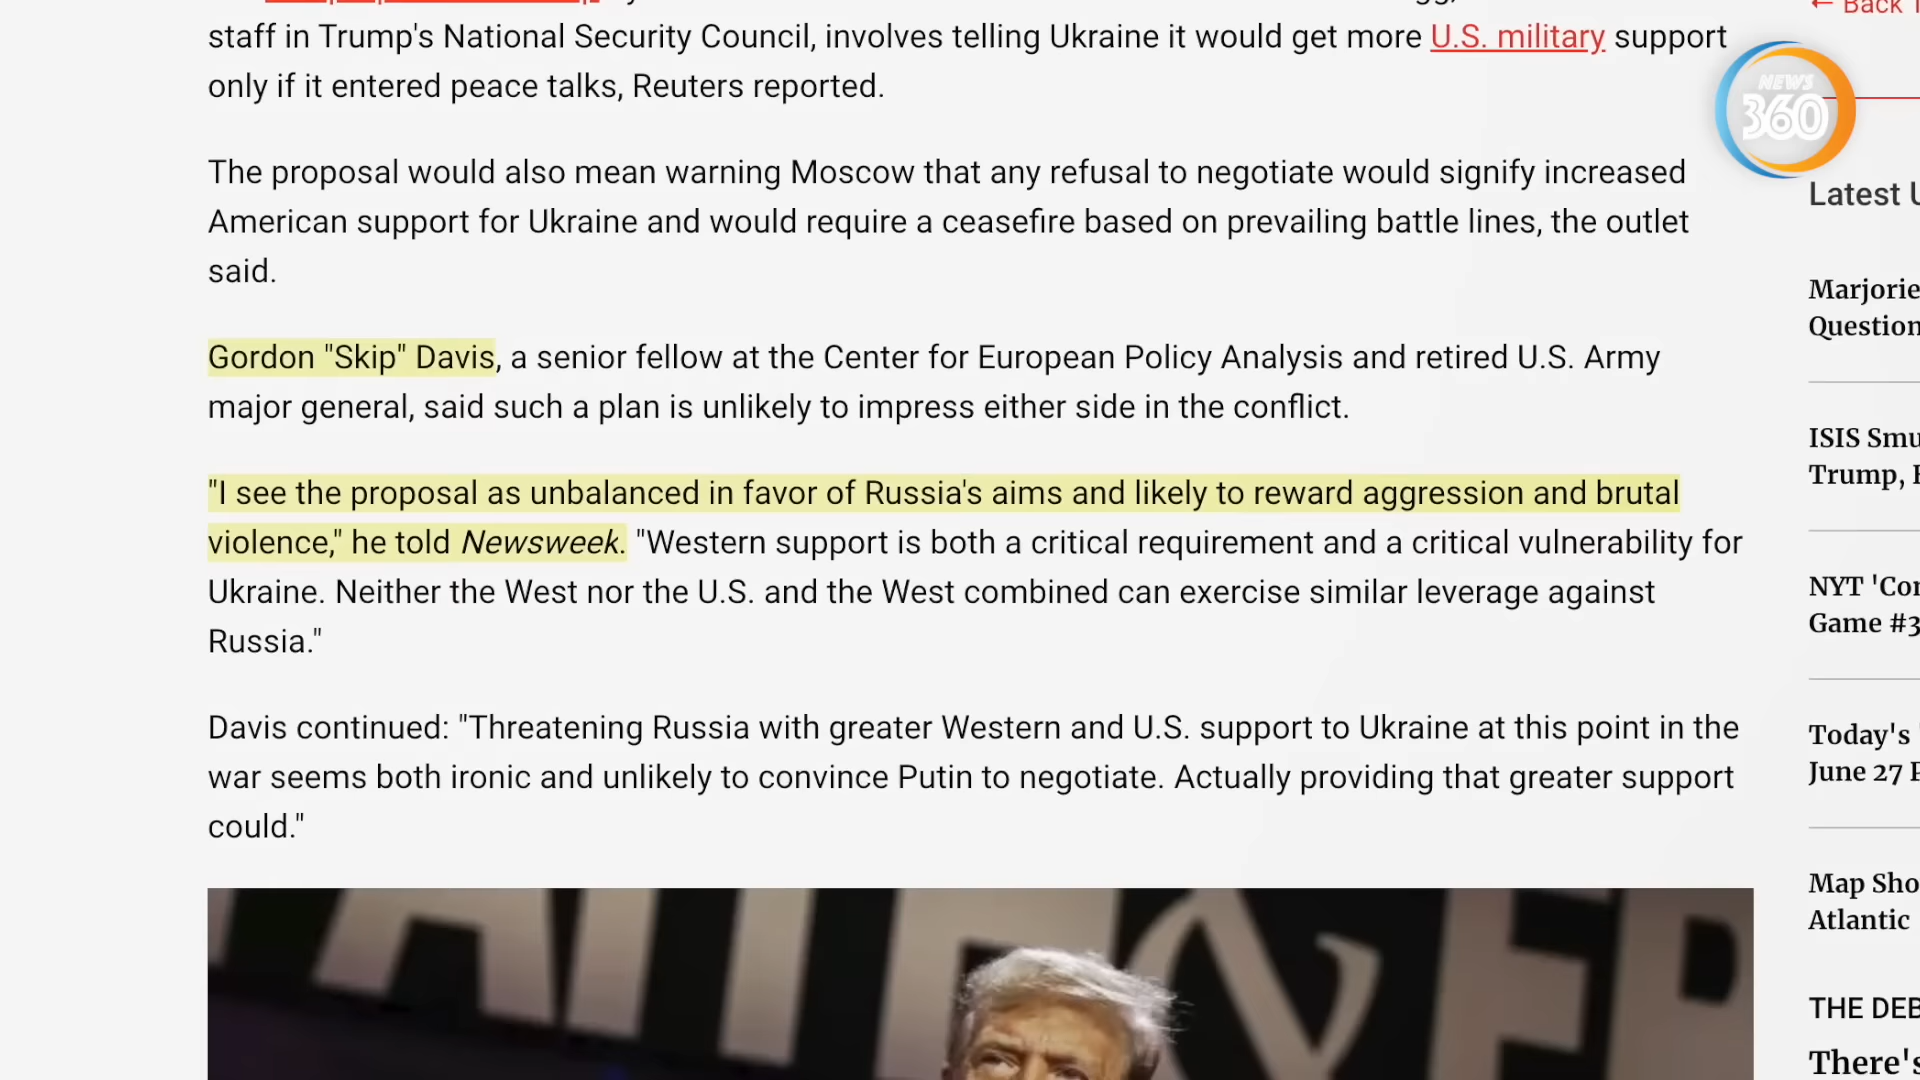 staff in Trump's National Security Council, involves telling Ukraine it would get more U.S. military support
only if it entered peace talks, Reuters reported.
The proposal would also mean warning Moscow that any refusal to negotiate would signify increased
American support for Ukraine and would require a ceasefire based on prevailing battle lines, the outlet
said.
Gordon "Skip" Davis, a senior fellow at the Center for European Policy Analysis and retired U.S. Army
major general, said such a plan is unlikely to impress either side in the conflict.
"I see the proposal as unbalanced in favor of Russia's aims and likely to reward aggression and brutal
violence," he told Newsweek. "Western support is both a critical requirement and a critical vulnerability for
Ukraine. Neither the West nor the U.S. and the West combined can exercise similar leverage against
Russia."
Davis continued: "Threatening Russia with greater Western and U.S. support to Ukraine at this point in the
war seems both ironic and unlikely to convince Putin to negotiate. Actually providing that greater support
could."
← Back
NEWS
360
Latest U
Marjorie
Question
ISIS Smu
Trump,
NYT 'Con
Game #3
Today's
June 27
Map Sho
Atlantic
THE DEB
There's